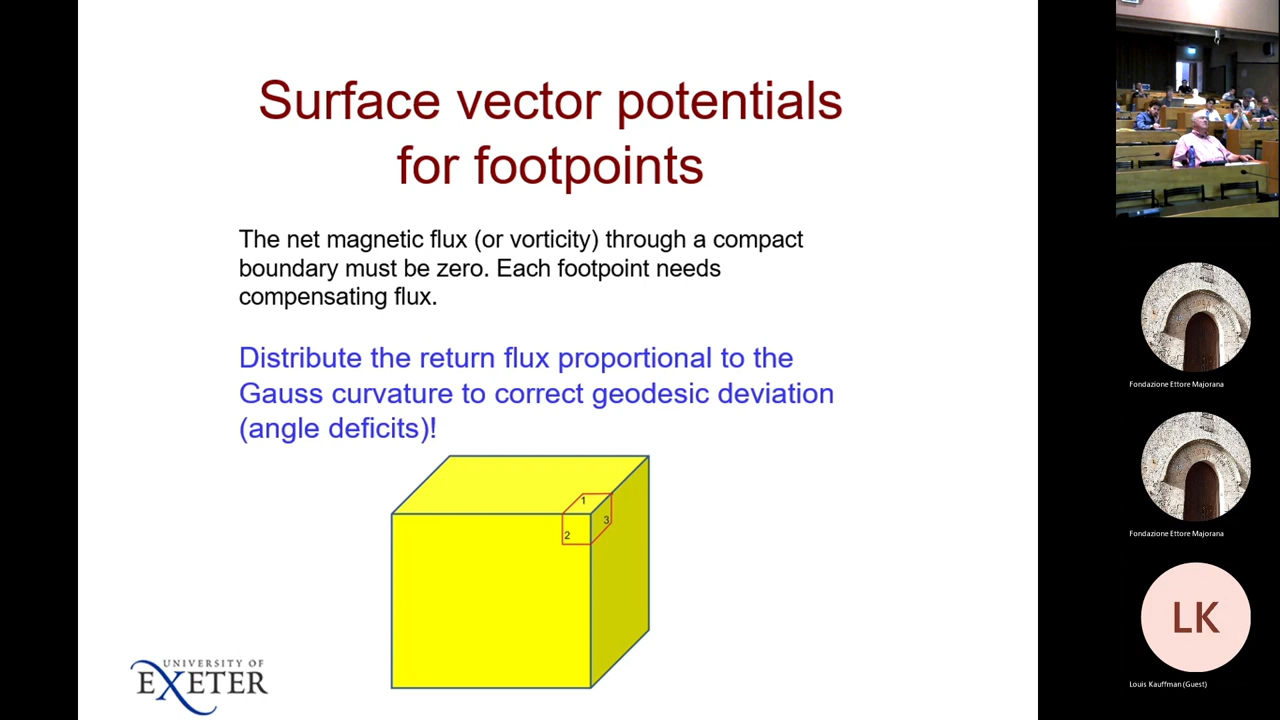 Surface vector potentials
for footpoints
The net magnetic flux (or vorticity) through a compact
boundary must be zero. Each footpoint needs
compensating flux.
Distribute the return flux proportional to the
Gauss curvature to correct geodesic deviation
(angle deficits)!
1
2
3
UNIVERSITY OF
EXETER
Fondazione Ettore Majorana
Fondazione Ettore Majorana
LK
Louis Kauffman (Guest)